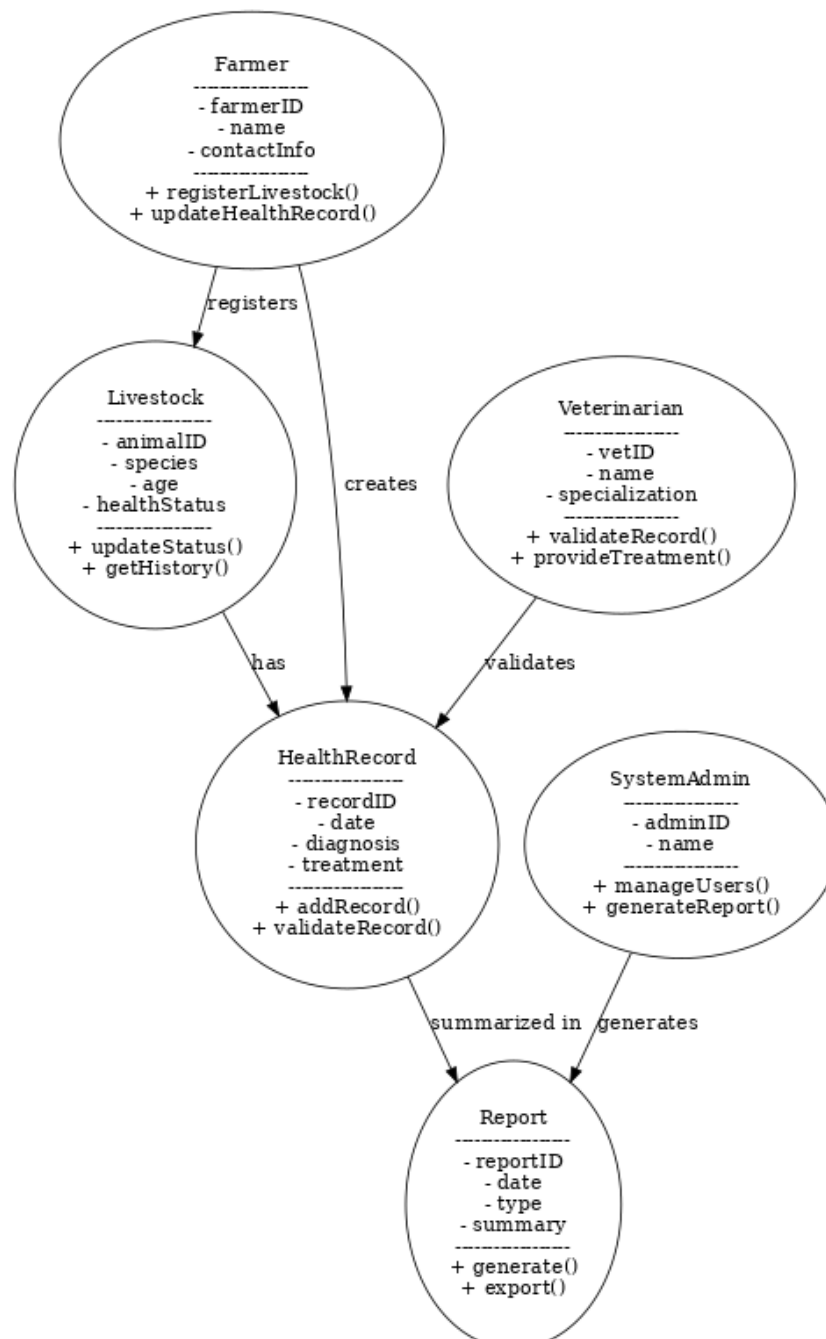 Farmer
-------------------
- farmerID
- name
- contactInfo
-------------------
+ registerLivestock()
+ updateHealthRecord()
registers
Livestock
-------------------
- animalID
- species
- age
- healthStatus
-------------------
+ updateStatus()
+ getHistory()
creates
Veterinarian
-------------------
- vetID
- name
- specialization
-------------------
+ validateRecord()
+ provideTreatment()
has
validates
HealthRecord
-------------------
- recordID
- date
- diagnosis
- treatment
-------------------
+ addRecord()
+ validateRecord()
SystemAdmin
-------------------
- adminID
- name
-------------------
+ manageUsers()
+ generateReport()
summarized in
generates
Report
-------------------
- reportID
- date
- type
- summary
-------------------
+ generate()
+ export()